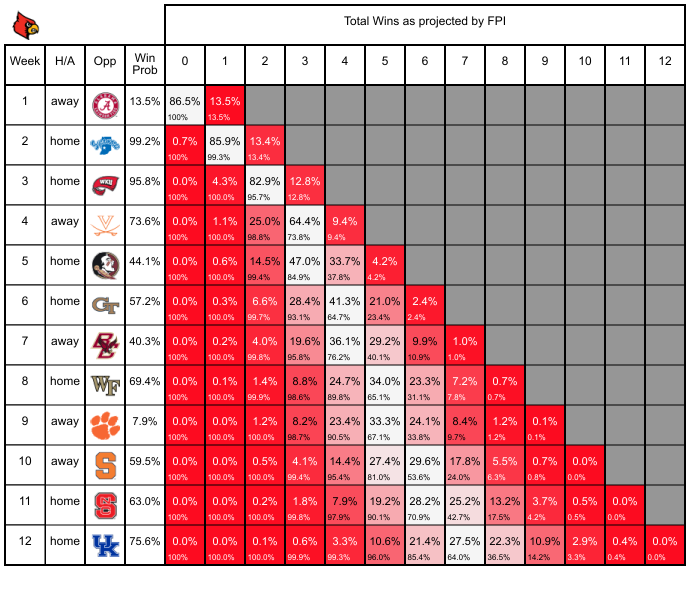 Total Wins as projected by FPI
Week H/A Opp Win Prob 0 1 2 3 4 5 6 7 8 9 10 11 12
1 away A 13.5% 86.5% 13.5%
100% 13.5%
2 home 99.2% 0.7% 85.9% 13.4%
100% 99.3% 13.4%
3 home WKU 95.8% 0.0% 4.3% 82.9% 12.8%
100% 100.0% 95.7% 12.8%
4 away V 73.6% 0.0% 1.1% 25.0% 64.4% 9.4%
100% 100.0% 98.8% 73.8% 9.4%
5 home 44.1% 0.0% 0.6% 14.5% 47.0% 33.7% 4.2%
100% 100.0% 99.4% 84.9% 37.8% 4.2%
6 home GT 57.2% 0.0% 0.3% 6.6% 28.4% 41.3% 21.0% 2.4%
100% 100.0% 99.7% 93.1% 64.7% 23.4% 2.4%
7 away BC 40.3% 0.0% 0.2% 4.0% 19.6% 36.1% 29.2% 9.9% 1.0%
100% 100.0% 99.8% 95.8% 76.2% 40.1% 10.9% 1.0%
8 home WF 69.4% 0.0% 0.1% 1.4% 8.8% 24.7% 34.0% 23.3% 7.2% 0.7%
100% 100.0% 99.9% 98.6% 89.8% 65.1% 31.1% 7.8% 0.7%
9 away 7.9% 0.0% 0.0% 1.2% 8.2% 23.4% 33.3% 24.1% 8.4% 1.2% 0.1%
100% 100.0% 100.0% 98.7% 90.5% 67.1% 33.8% 9.7% 1.2% 0.1%
10 away S 59.5% 0.0% 0.0% 0.5% 4.1% 14.4% 27.4% 29.6% 17.8% 5.5% 0.7% 0.0%
100% 100.0% 100.0% 99.4% 95.4% 81.0% 53.6% 24.0% 6.3% 0.8% 0.0%
11 home NCS 63.0% 0.0% 0.0% 0.2% 1.8% 7.9% 19.2% 28.2% 25.2% 13.2% 3.7% 0.5% 0.0%
100% 100.0% 100.0% 99.8% 97.9% 90.1% 70.9% 42.7% 17.5% 4.2% 0.5% 0.0%
12 home UK 75.6% 0.0% 0.0% 0.1% 0.6% 3.3% 10.6% 21.4% 27.5% 22.3% 10.9% 2.9% 0.4% 0.0%
100% 100.0% 100.0% 99.9% 99.3% 96.0% 85.4% 64.0% 36.5% 14.2% 3.3% 0.4% 0.0%